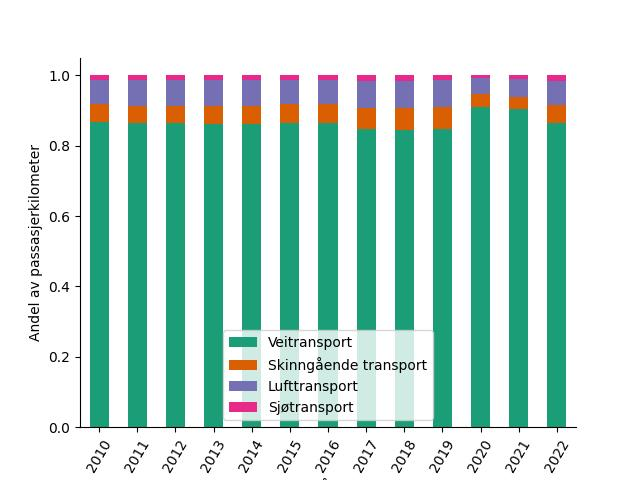 1.0
0.8
0.6
0.4
0.2
0.0
Andel av passasjerkilometer
Veitransport
Skinngående transport
Lufttransport
Sjøtransport
2010 2011 2012 2013 2014 2015 2016 2017 2018 2019 2020 2021 2022